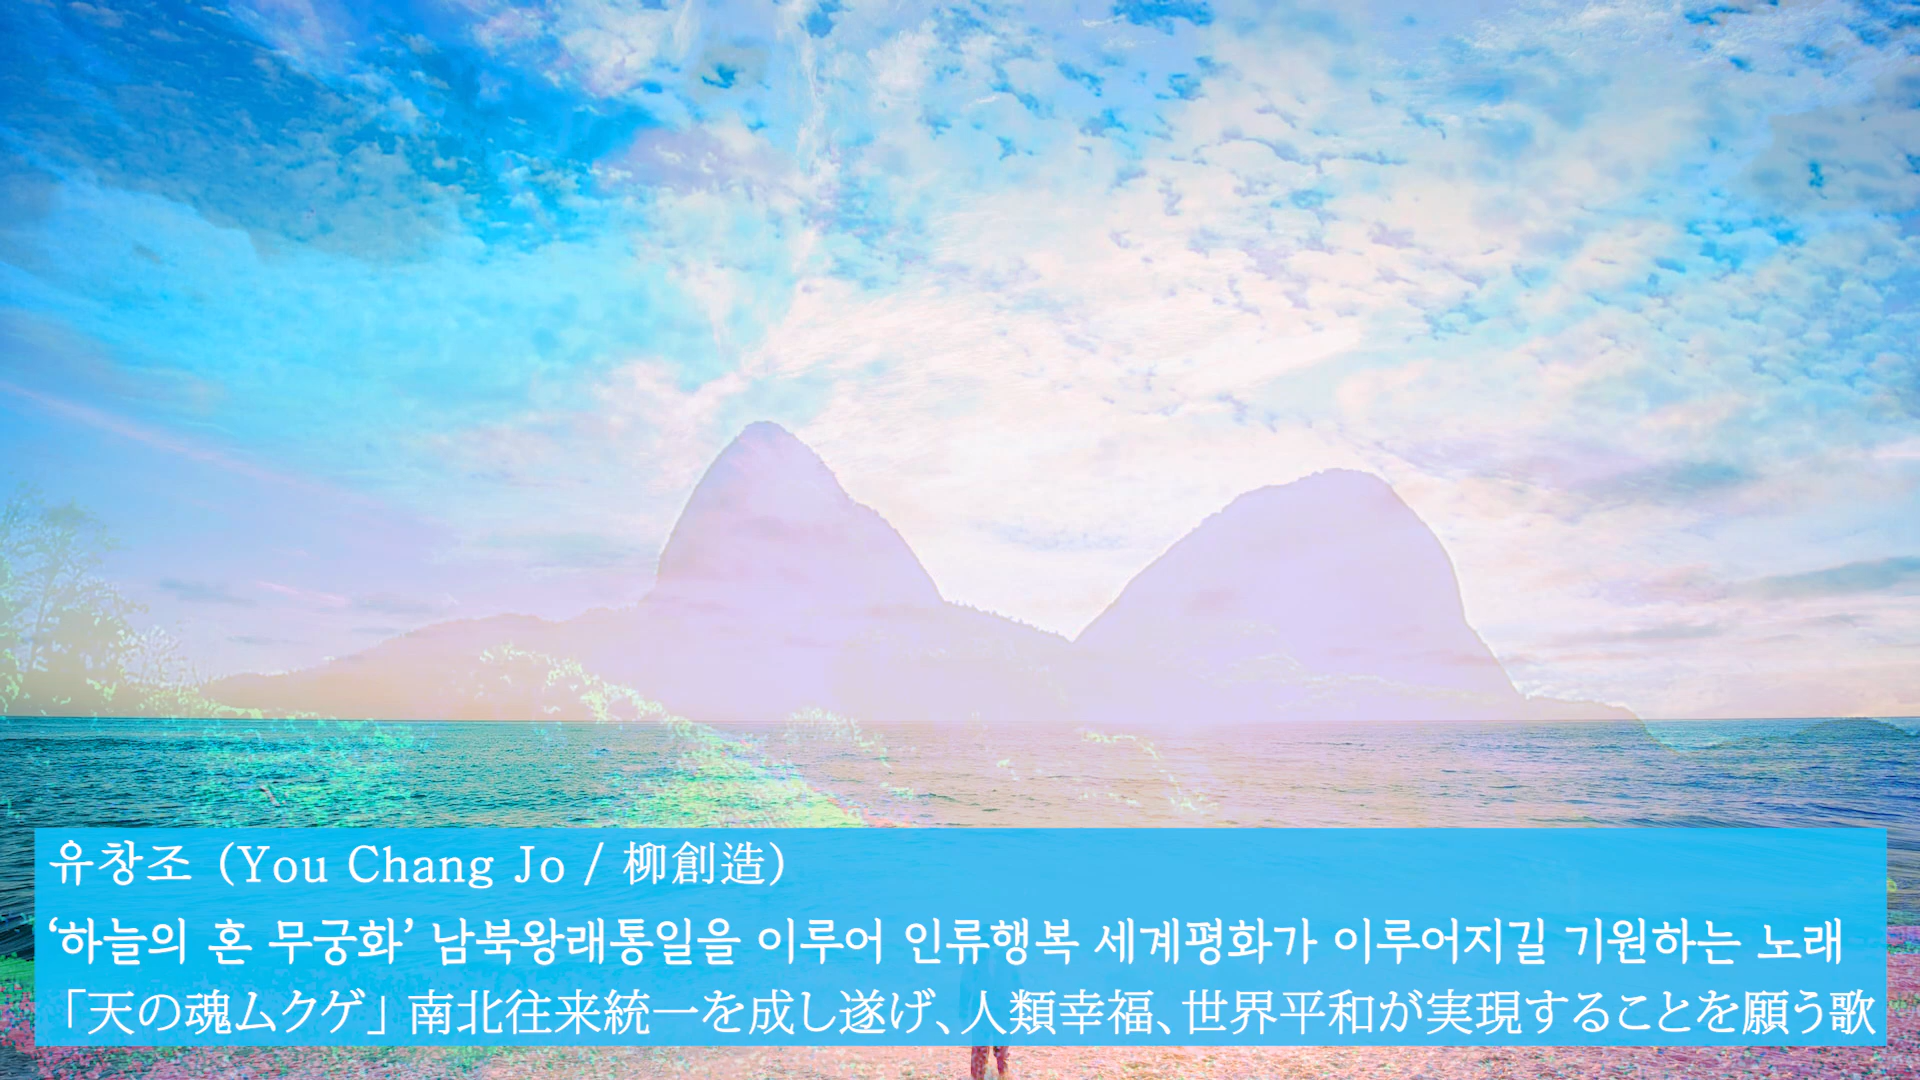 유창조 (You Chang Jo / 柳創造)
‘하늘의 혼 무궁화’ 남북왕래통일을 이루어 인류행복 세계평화가 이루어지길 기원하는 노래
「天の魂ムクゲ」 南北往来統一を成し遂げ、人類幸福、世界平和が実現することを願う歌